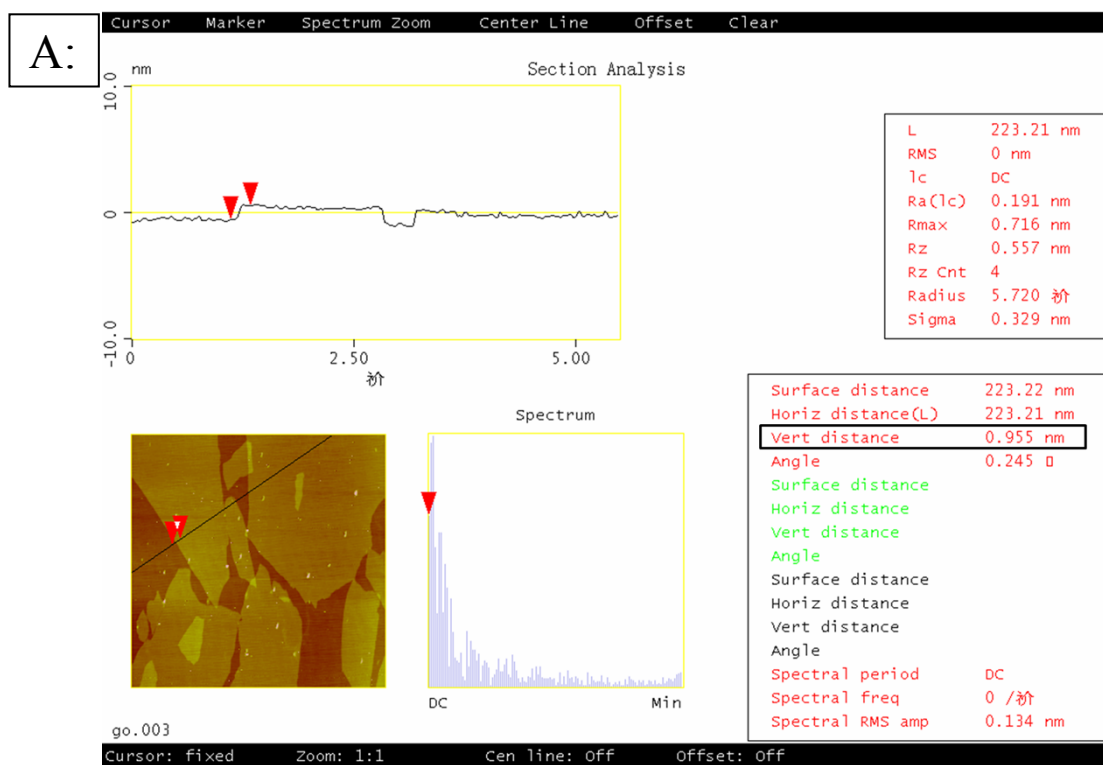 Cursor Marker Spectrum Zoom Center Line Offset Clear
A:
nm
Section Analysis
10.0
0
-10.0
0 2.50 5.00
祄
L 223.21 nm
RMS 0 nm
lc DC
Ra(lc) 0.191 nm
Rmax 0.716 nm
Rz 0.557 nm
Rz Cnt 4
Radius 5.720 祄
Sigma 0.329 nm
Surface distance 223.22 nm
Horiz distance(L) 223.21 nm
Vert distance 0.955 nm
Angle 0.245
Surface distance
Horiz distance
Vert distance
Angle
Surface distance
Horiz distance
Vert distance
Angle
Spectral period DC
Spectral freq 0 /祄
Spectral RMS amp 0.134 nm
Spectrum
DC Min
go.003
Cursor: fixed Zoom: 1:1 Cen line: Off Offset: Off